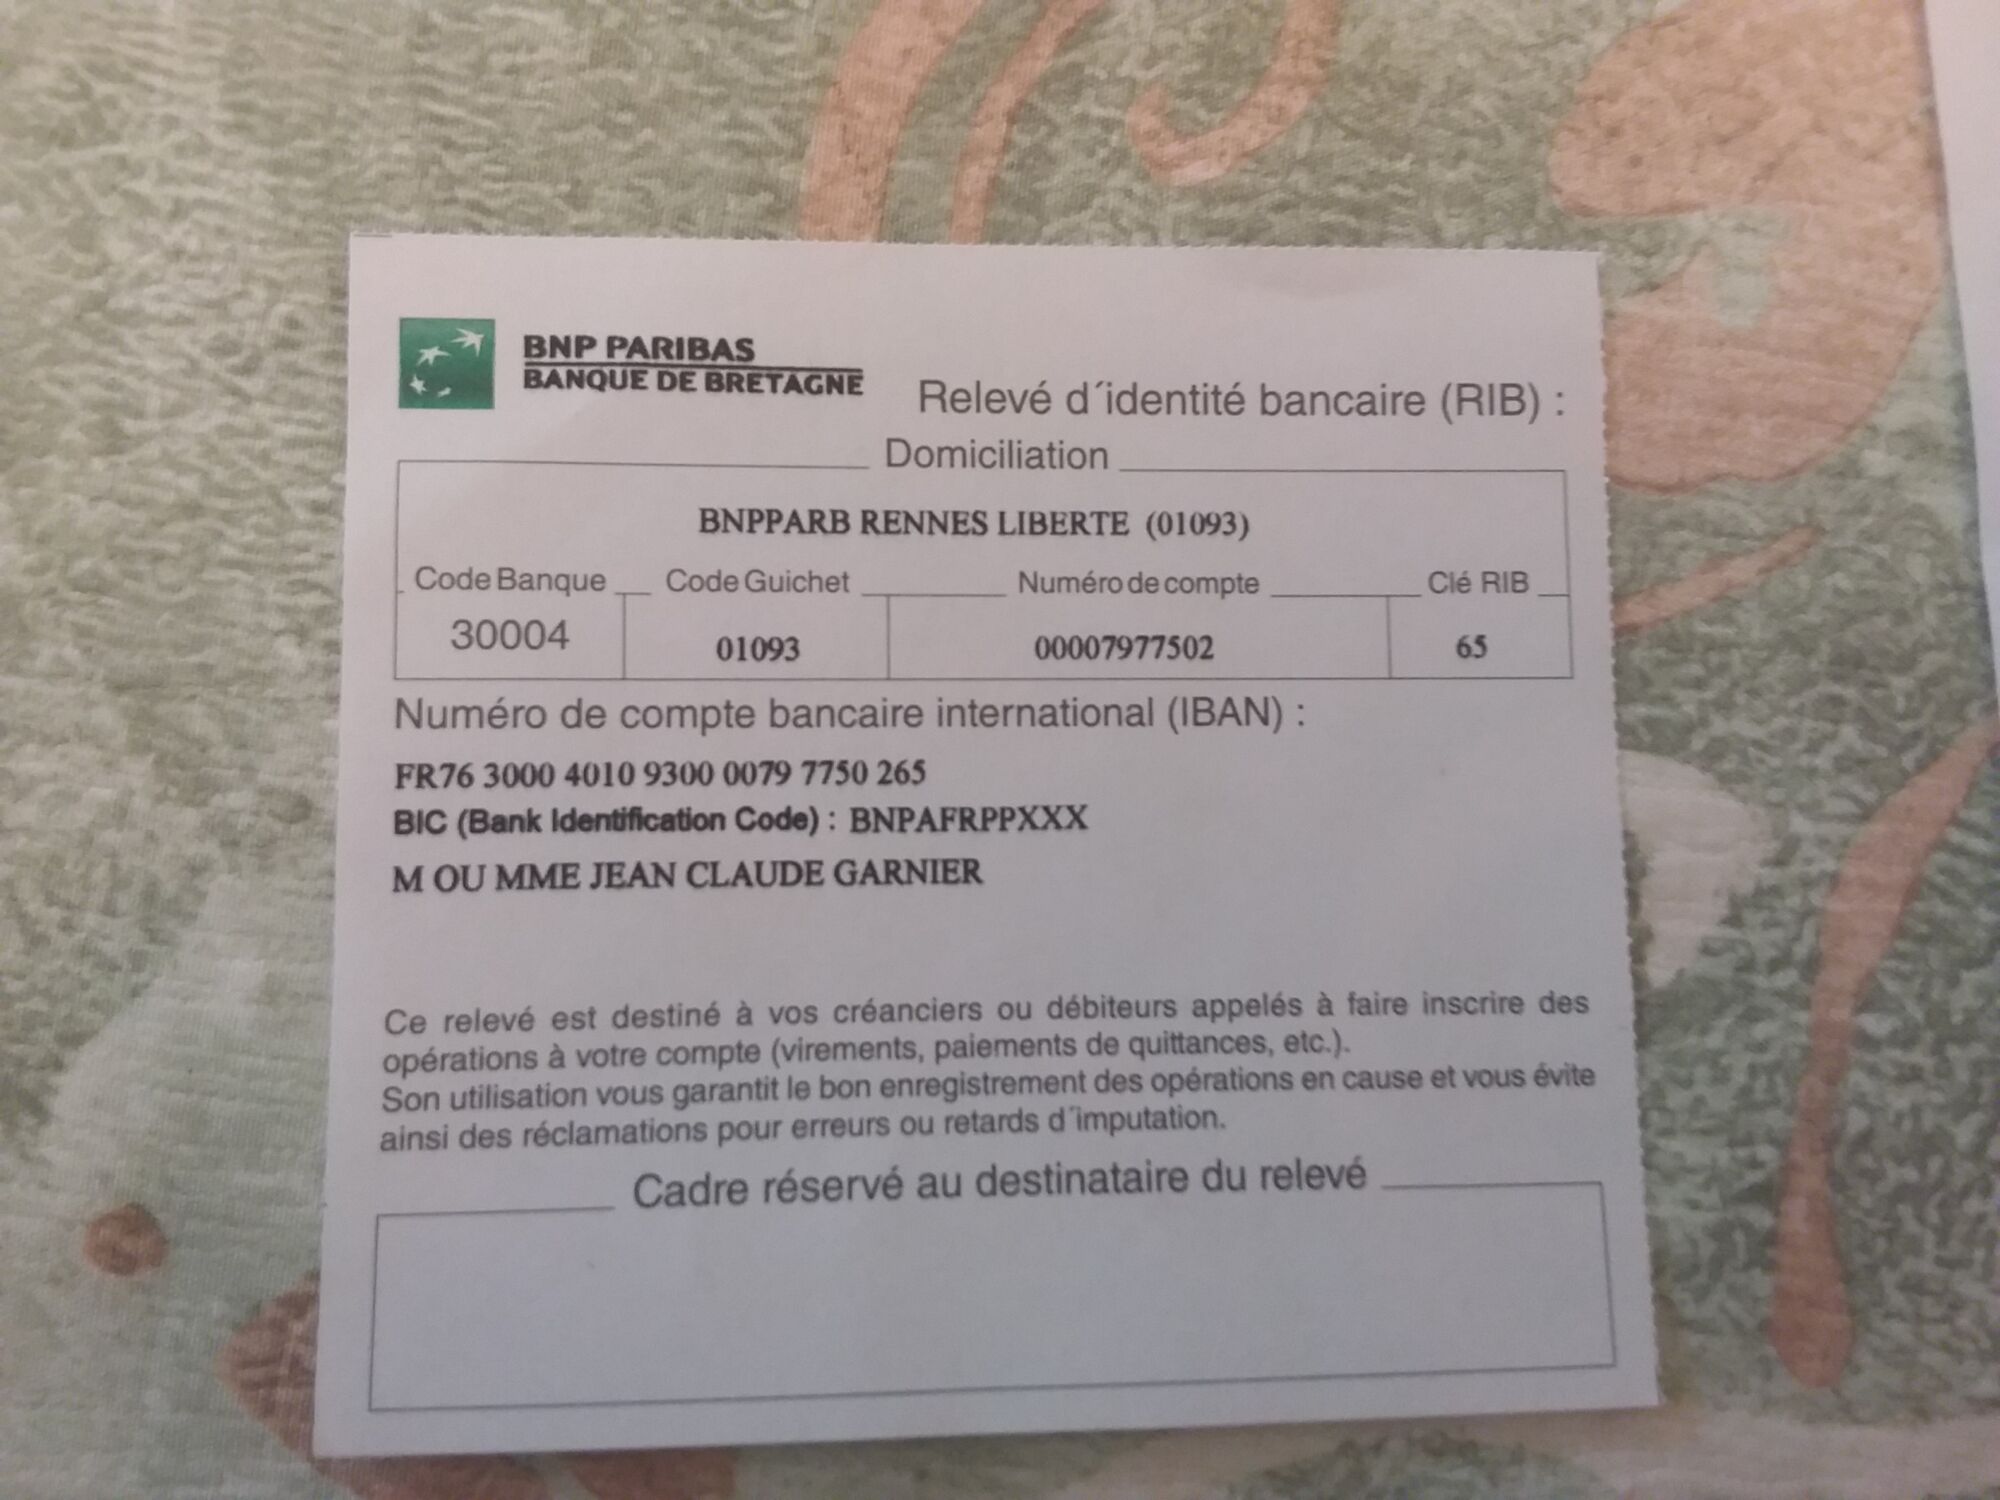 BNP PARIBAS
BANQUE DE BRETAGNE
Relevé d´identité bancaire (RIB) :
Domiciliation
BNPPARB RENNES LIBERTE (01093)
Code Banque Code Guichet Numéro de compte Clé RIB
30004 01093 00007977502 65
Numéro de compte bancaire international (IBAN) :
FR76 3000 4010 9300 0079 7750 265
BIC (Bank Identification Code) : BNPAFRPPXXX
M OU MME JEAN CLAUDE GARNIER
Ce relevé est destiné à vos créanciers ou débiteurs appelés à faire inscrire des
opérations à votre compte (virements, paiements de quittances, etc.).
Son utilisation vous garantit le bon enregistrement des opérations en cause et vous évite
ainsi des réclamations pour erreurs ou retards d´imputation.
Cadre réservé au destinataire du relevé